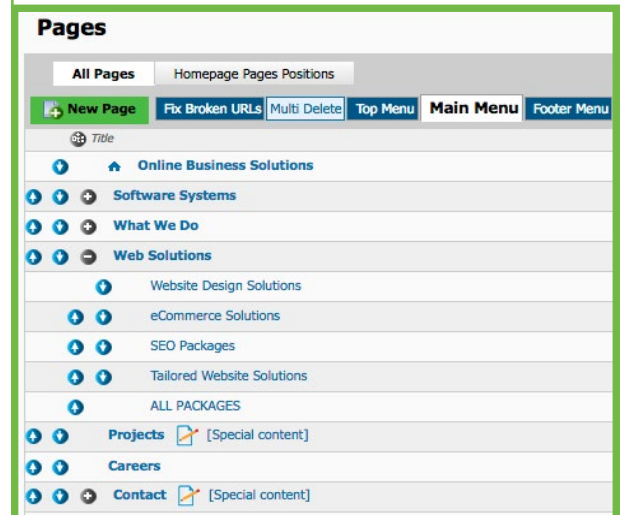 Pages
All Pages Homepage Pages Positions
New Page Fix Broken URLs Multi Delete Top Menu Main Menu Footer Menu
Title
Online Business Solutions
Software Systems
What We Do
Web Solutions
Website Design Solutions
eCommerce Solutions
SEO Packages
Tailored Website Solutions
ALL PACKAGES
Projects [Special content]
Careers
Contact [Special content]